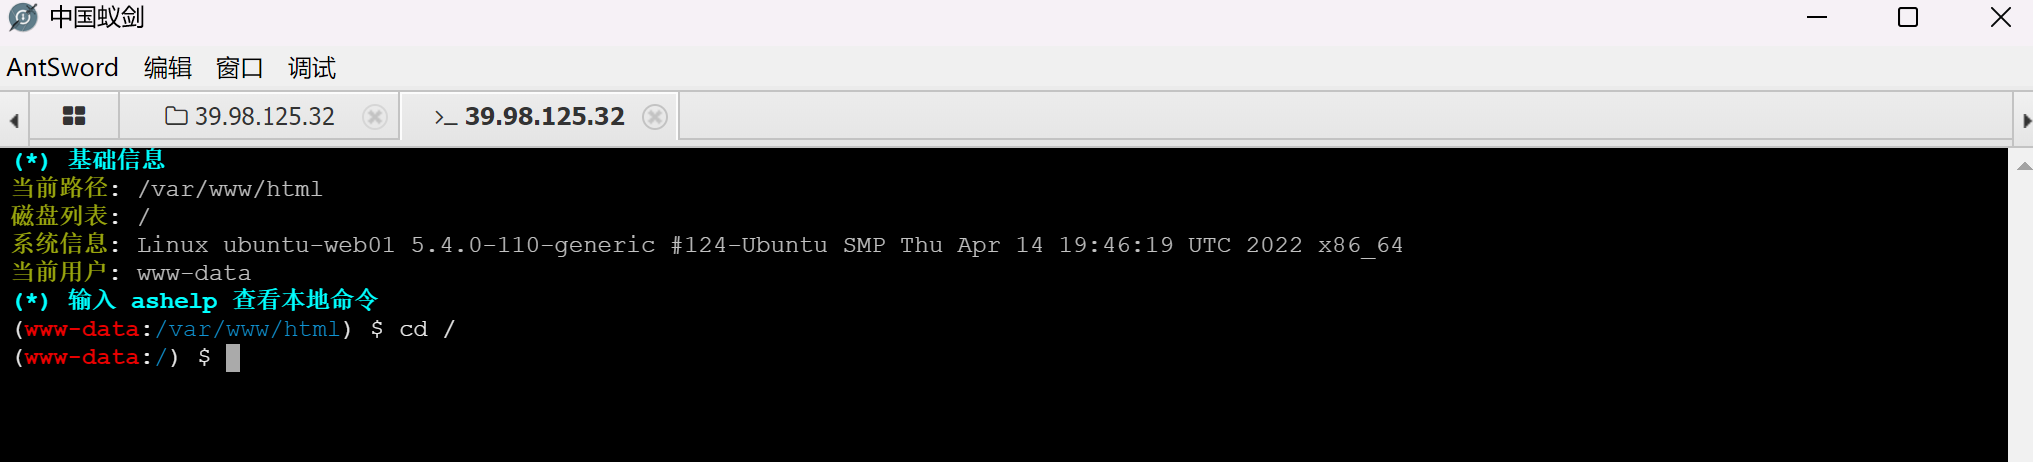 中国蚁剑
AntSword 编辑 窗口 调试
39.98.125.32 >_ 39.98.125.32
(*) 基础信息
当前路径: /var/www/html
磁盘列表: /
系统信息: Linux ubuntu-web01 5.4.0-110-generic #124-Ubuntu SMP Thu Apr 14 19:46:19 UTC 2022 x86_64
当前用户: www-data
(*) 输入 ashelp 查看本地命令
(www-data:/var/www/html) $ cd /
(www-data:/) $